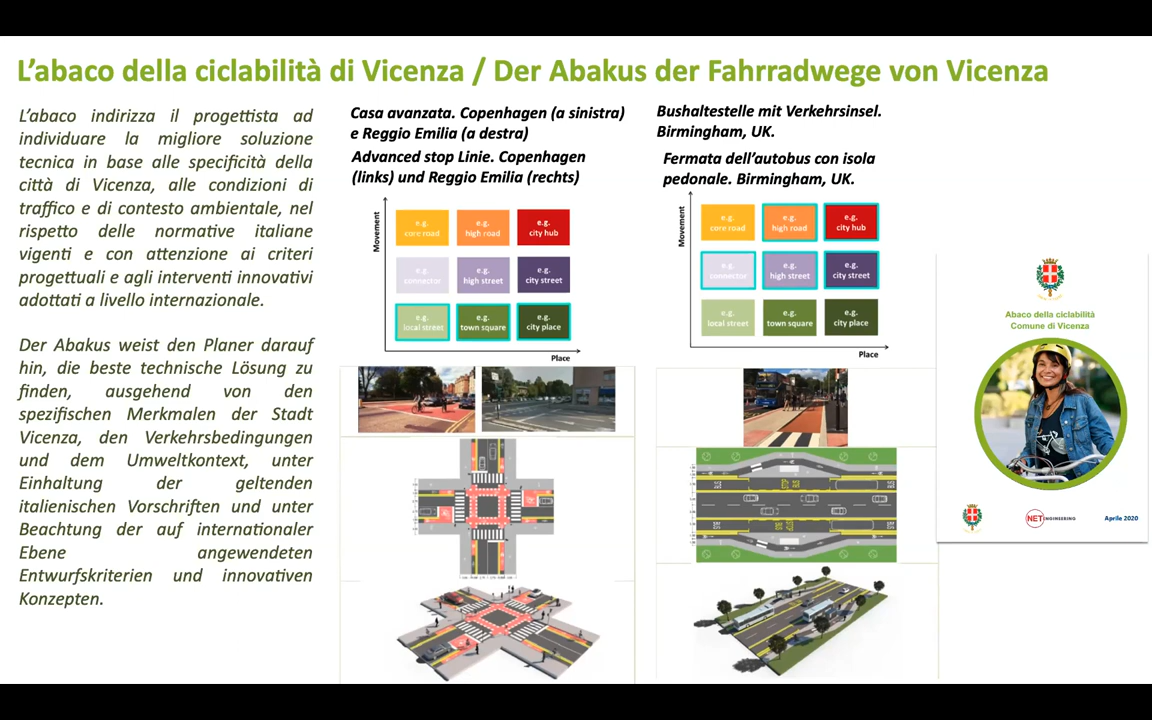 L'abaco della ciclabilità di Vicenza / Der Abakus der Fahrradwege von Vicenza
L'abaco indirizza il progettista ad
individuare la migliore soluzione
tecnica in base alle specificità della
città di Vicenza, alle condizioni di
traffico e di contesto ambientale, nel
rispetto delle normative italiane
vigenti e con attenzione ai criteri
progettuali e agli interventi innovativi
adottati a livello internazionale.
Der Abakus weist den Planer darauf
hin, die beste technische Lösung zu
finden, ausgehend von den
spezifischen Merkmalen der Stadt
Vicenza, den Verkehrsbedingungen
und dem Umweltkontext, unter
Einhaltung der geltenden
italienischen Vorschriften und unter
Beachtung der auf internationaler
Ebene angewendeten
Entwurfskriterien und innovativen
Konzepten.
Casa avanzata. Copenhagen (a sinistra)
e Reggio Emilia (a destra)
Advanced stop Linie. Copenhagen
(links) und Reggio Emilia (rechts)
Movement
e.g.
core road
e.g.
high road
e.g.
city hub
e.g.
connector
e.g.
high street
e.g.
city street
e.g.
local street
e.g.
town square
e.g.
city place
Place
Bushaltestelle mit Verkehrsinsel.
Birmingham, UK.
Fermata dell'autobus con isola
pedonale. Birmingham, UK.
Movement
e.g.
core road
e.g.
high road
e.g.
city hub
e.g.
connector
e.g.
high street
e.g.
city street
e.g.
local street
e.g.
town square
e.g.
city place
Place
BUS
STOP
BUS
BUS
Abaco della ciclabilità
Comune di Vicenza
NET ENGINEERING
Aprile 2020